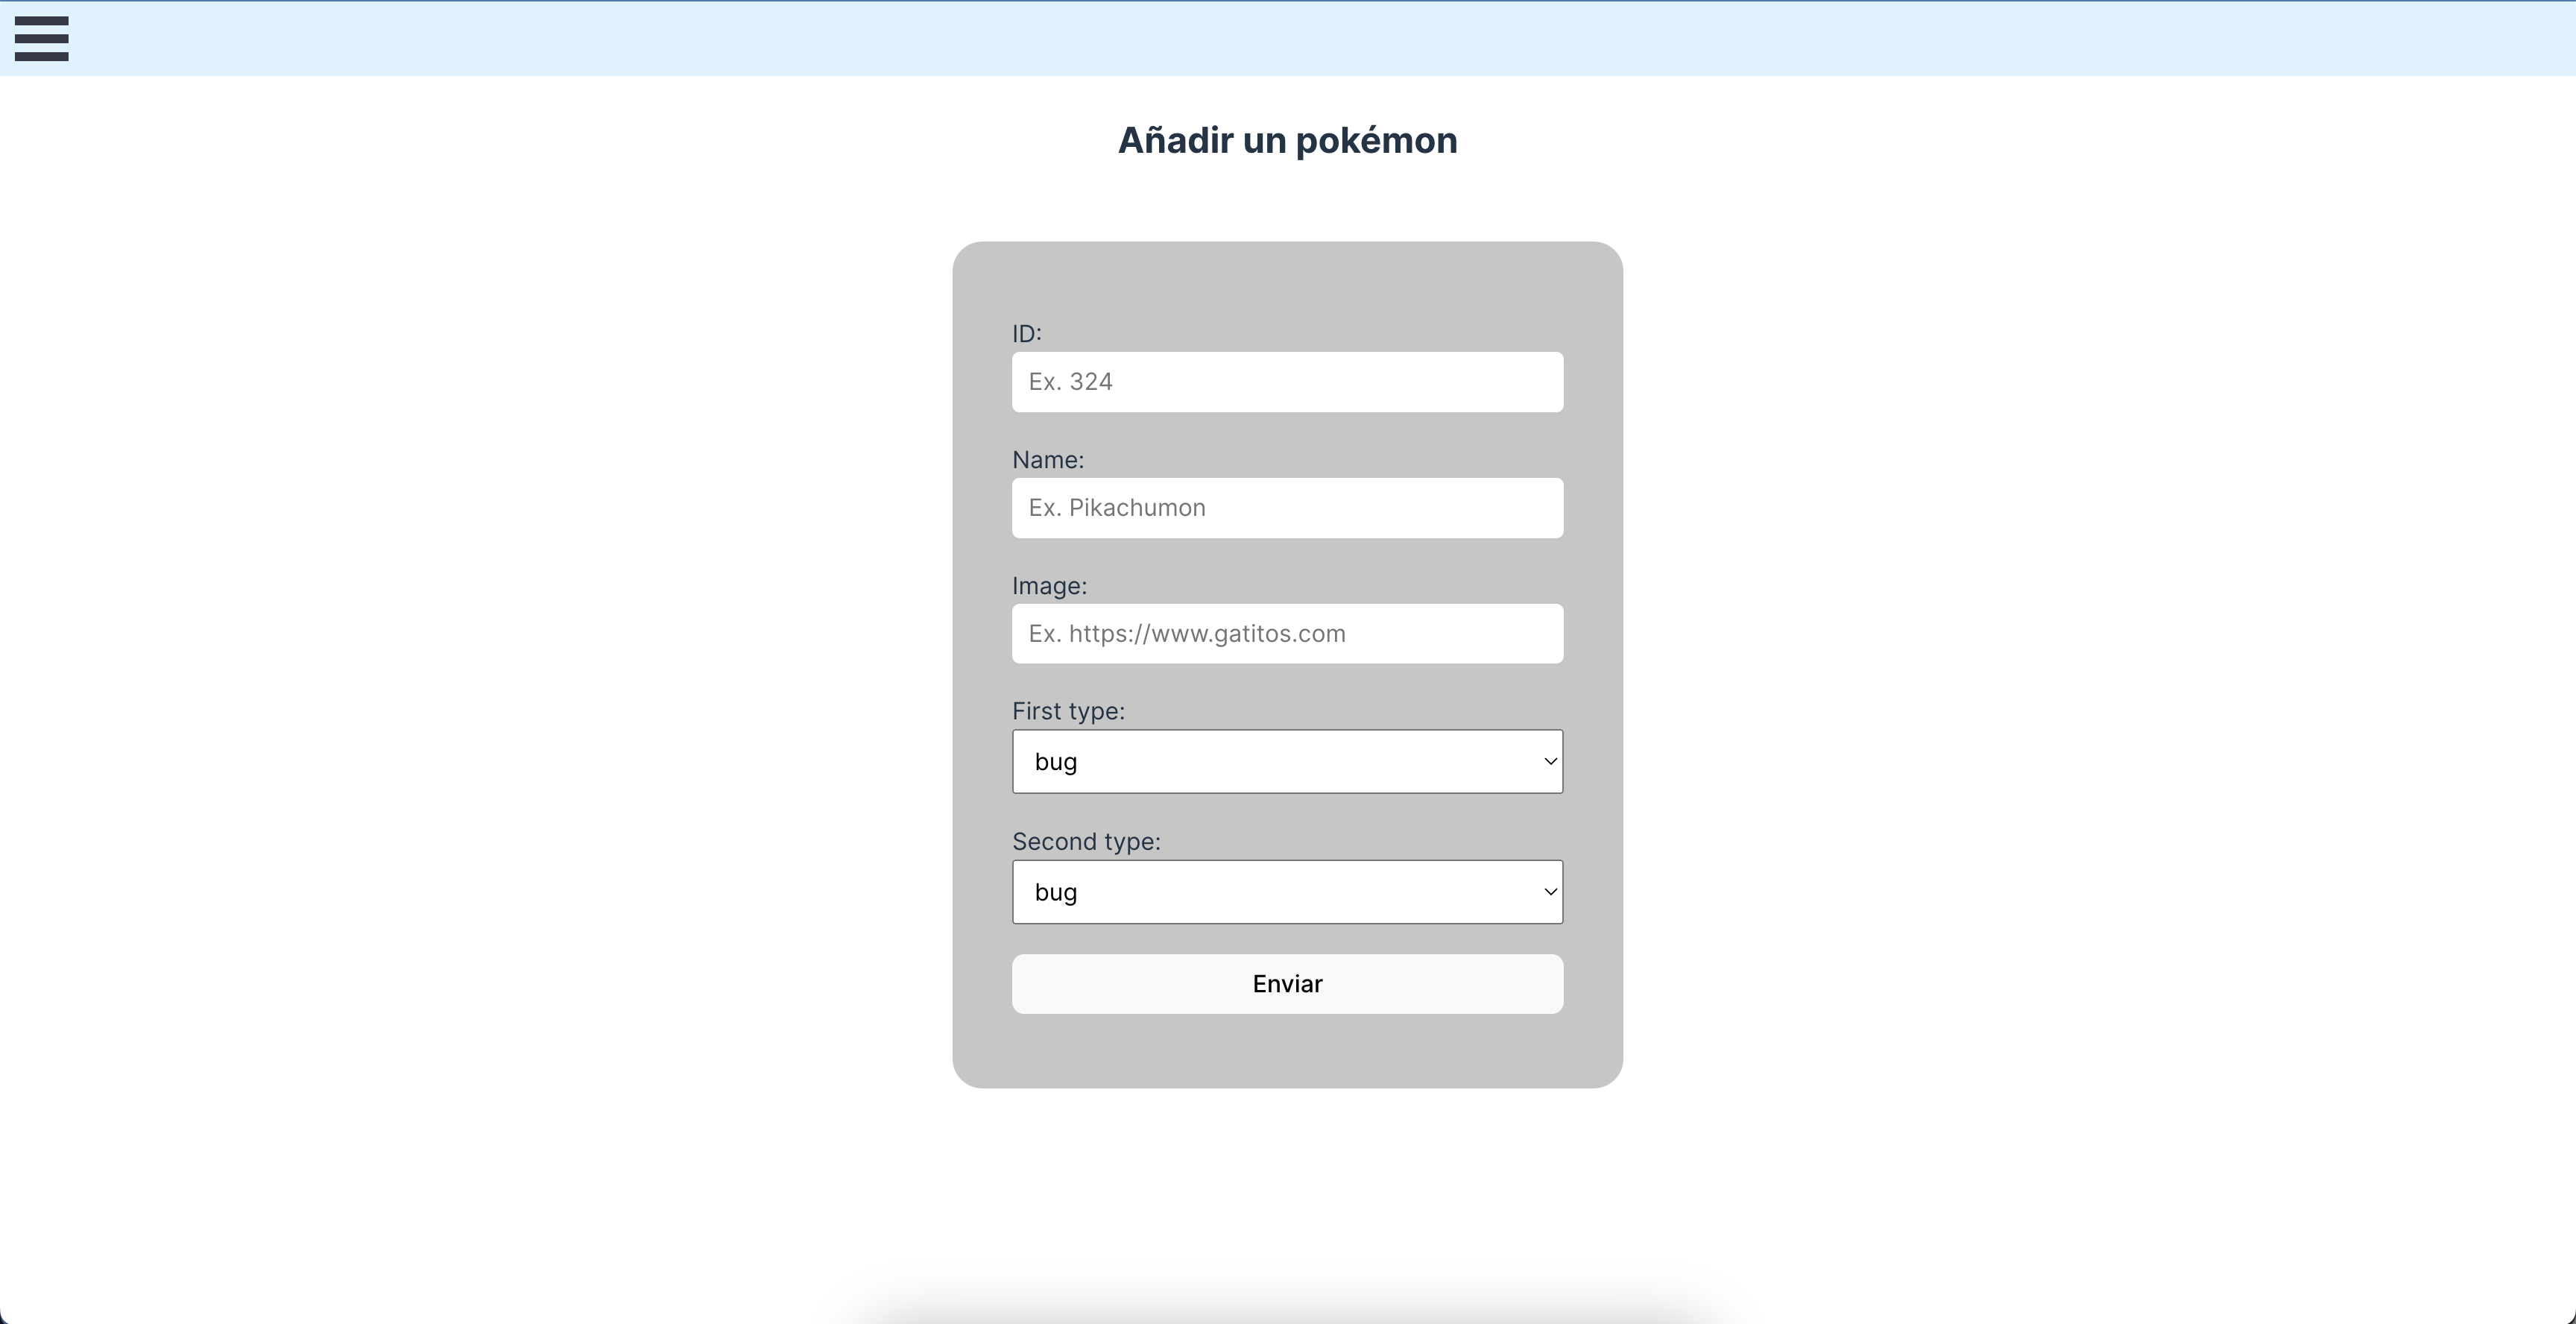 Añadir un pokémon
ID:
Ex. 324
Name:
Ex. Pikachumon
Image:
Ex. https://www.gatitos.com
First type:
bug
Second type:
bug
Enviar